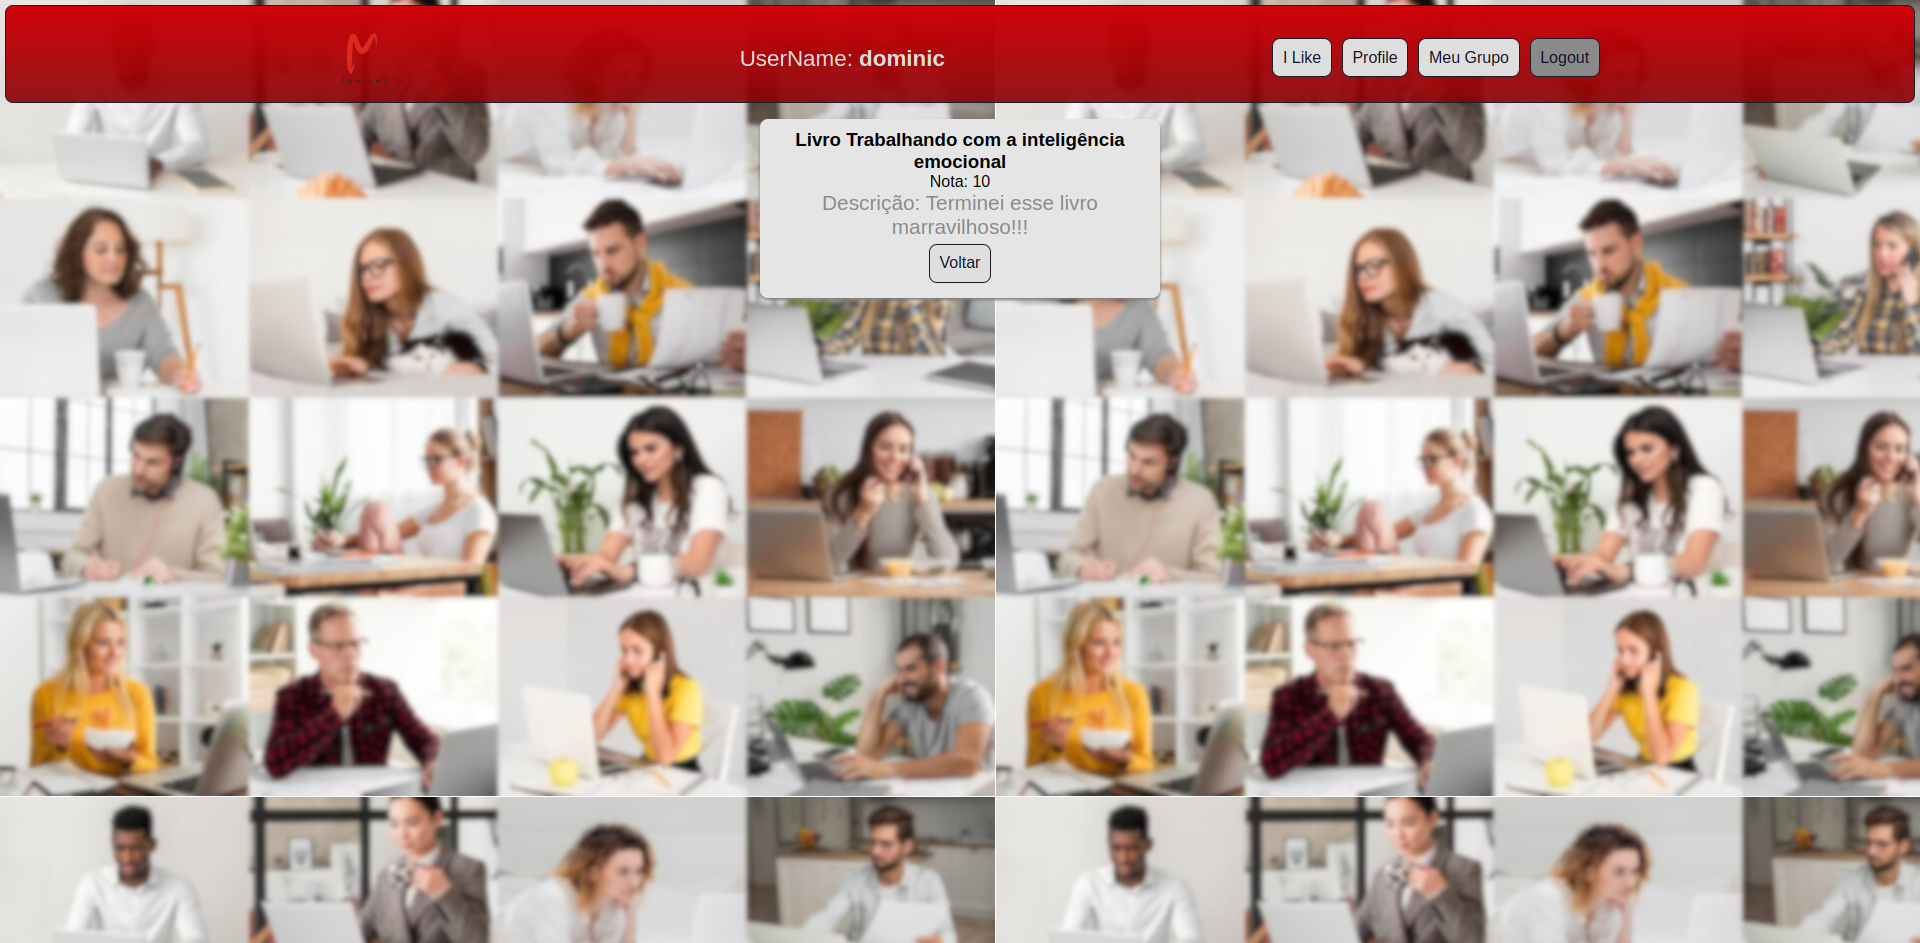 UserName: dominic
I Like
Profile
Meu Grupo
Logout
Livro Trabalhando com a inteligência
emocional
Nota: 10
Descrição: Terminei esse livro
marravilhoso!!!
Voltar